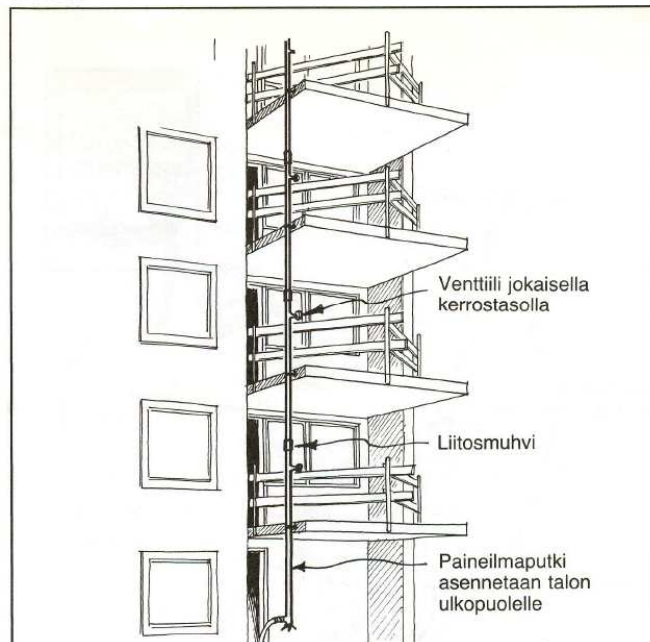 Venttiili jokaisella
kerrostasolla
Liitosmuhvi
Paineilmaputki
asennetaan talon
ulkopuolelle